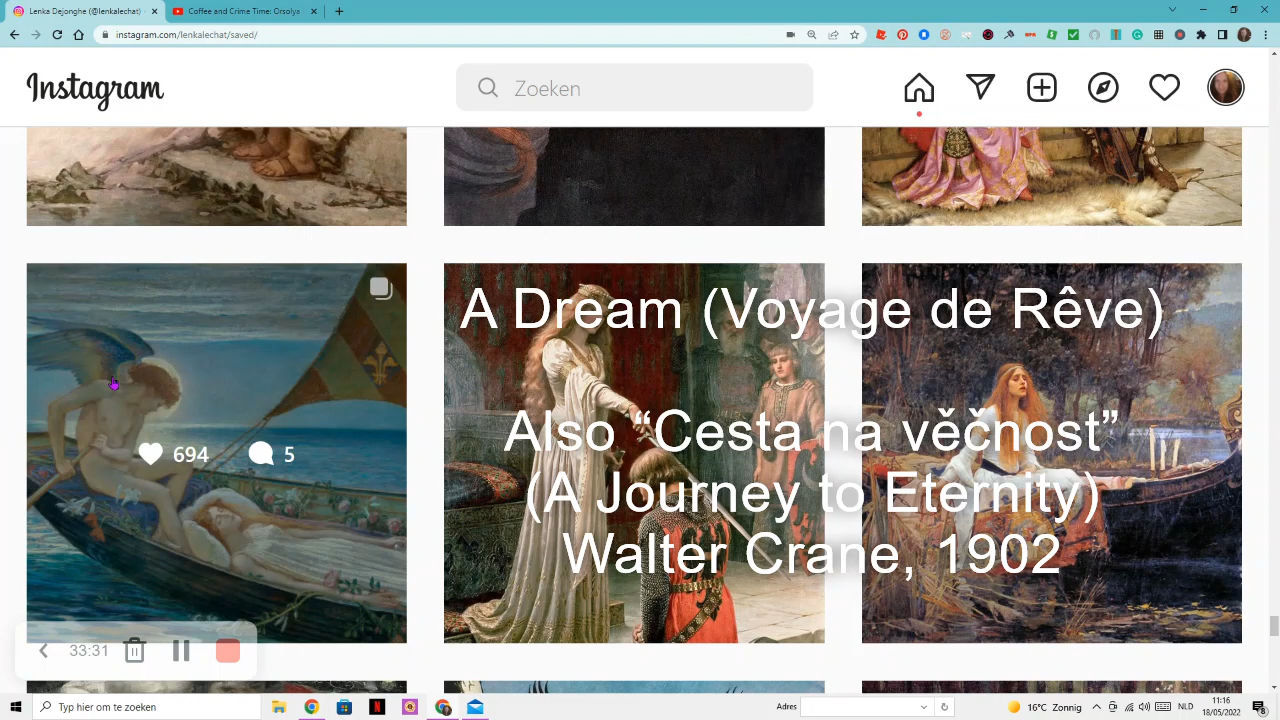 Lenka Dejonghe (@lenkalechat)
Coffee and Crime Time: Orsolya
instagram.com/lenkalechat/saved/
Instagram
Zoeken
694
5
A Dream (Voyage de Rêve)
Also “Cesta na věčnost”
(A Journey to Eternity)
Walter Crane, 1902
33:31
Typ hier om te zoeken
Adres
16°C Zonnig
NLD
11:16
18/05/2022
8